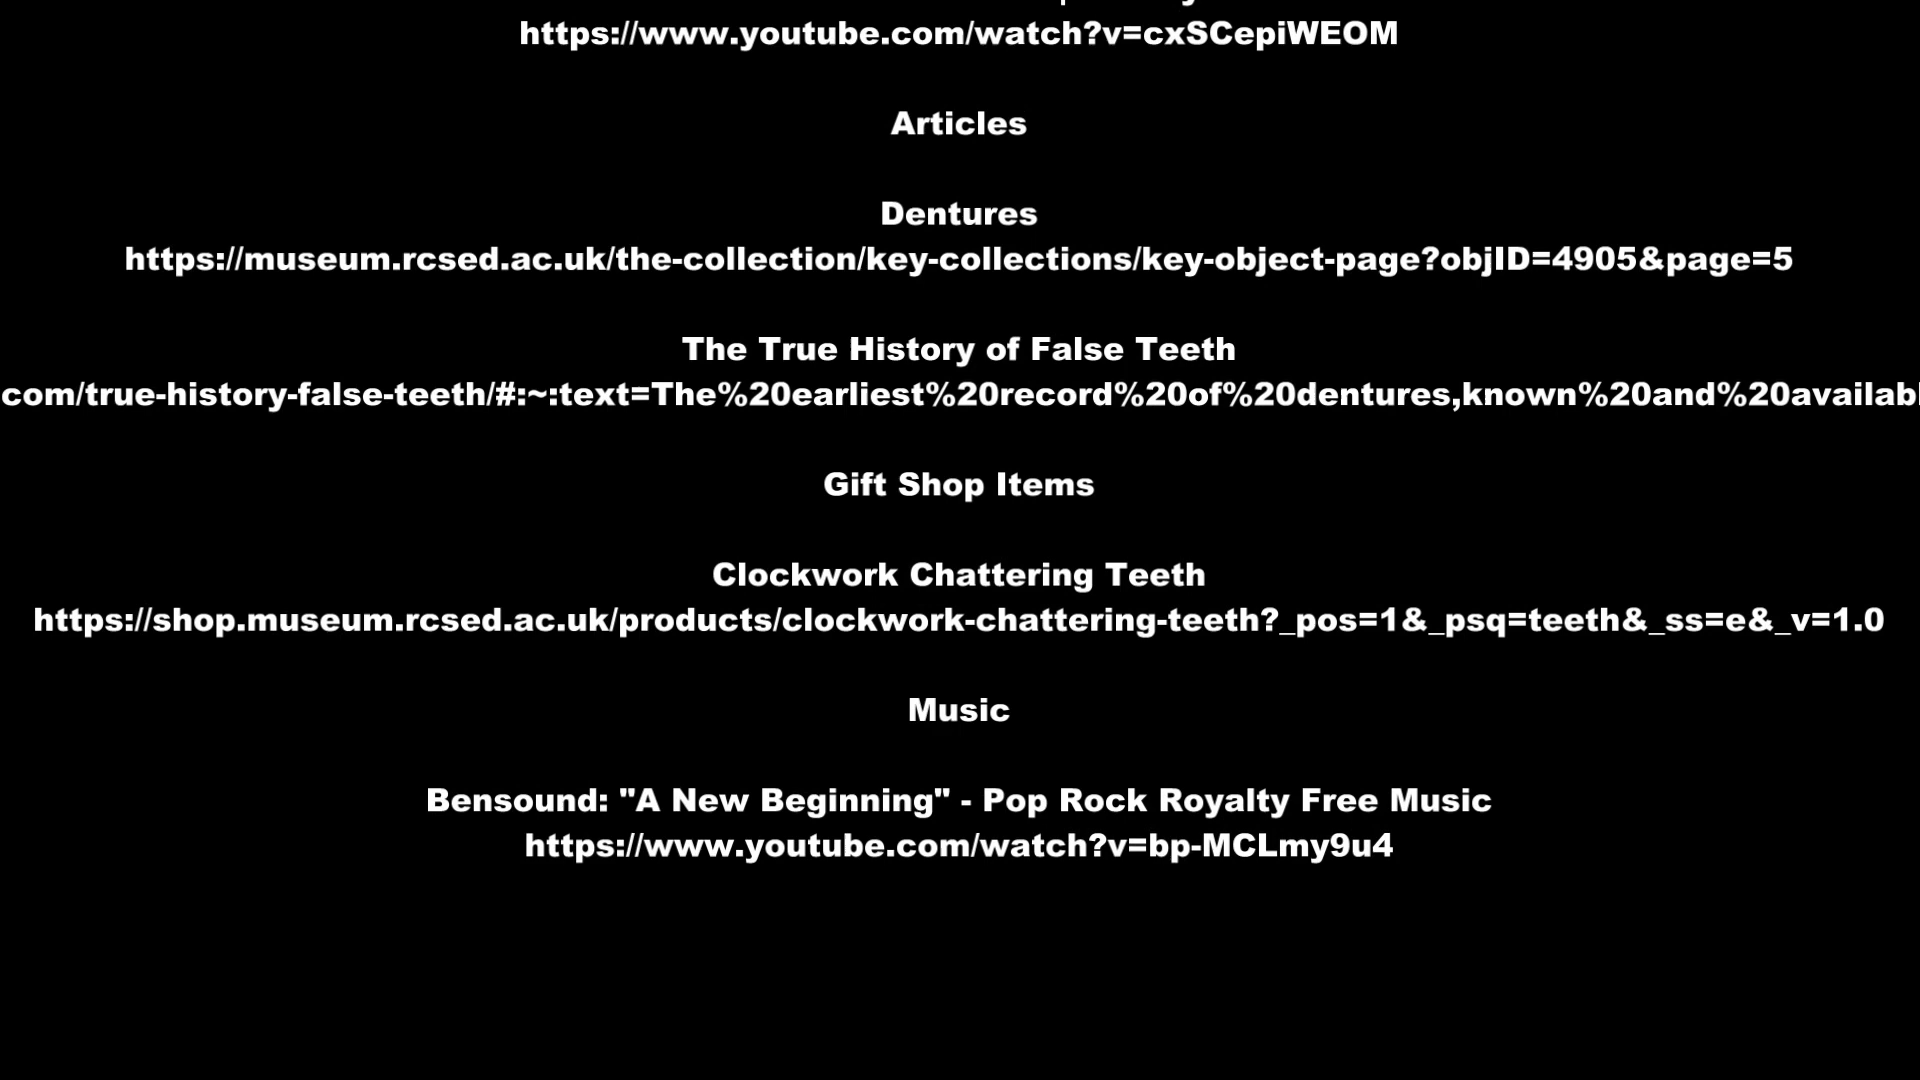 https://www.youtube.com/watch?v=cxSCepiWEOM
Articles
Dentures
https://museum.rcsed.ac.uk/the-collection/key-collections/key-object-page?objID=4905&page=5
The True History of False Teeth
com/true-history-false-teeth/#:~:text=The%20earliest%20record%20of%20dentures,known%20and%20availabl
Gift Shop Items
Clockwork Chattering Teeth
https://shop.museum.rcsed.ac.uk/products/clockwork-chattering-teeth?_pos=1&_psq=teeth&_ss=e&_v=1.0
Music
Bensound: "A New Beginning" - Pop Rock Royalty Free Music
https://www.youtube.com/watch?v=bp-MCLmy9u4